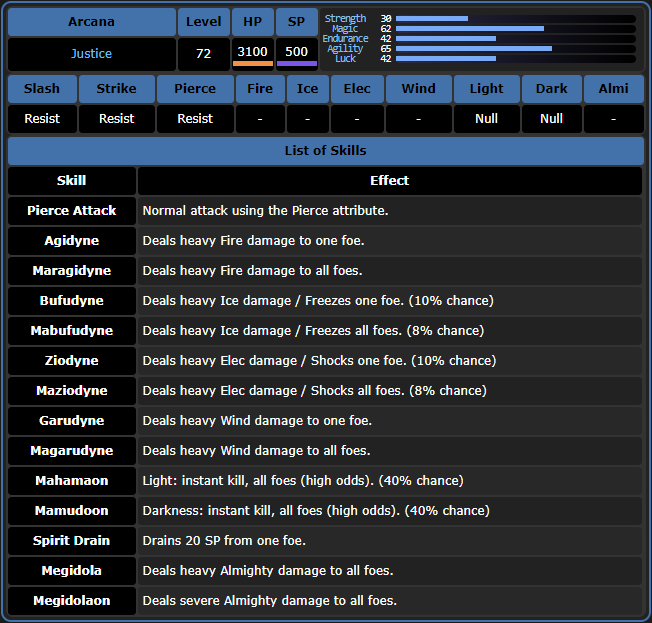 Arcana Level HP SP
Justice 72 3100 500
Strength 30
Magic 62
Endurance 42
Agility 65
Luck 42
Slash Strike Pierce Fire Ice Elec Wind Light Dark Almi
Resist Resist Resist - - - - Null Null -
List of Skills
Skill Effect
Pierce Attack Normal attack using the Pierce attribute.
Agidyne Deals heavy Fire damage to one foe.
Maragidyne Deals heavy Fire damage to all foes.
Bufudyne Deals heavy Ice damage / Freezes one foe. (10% chance)
Mabufudyne Deals heavy Ice damage / Freezes all foes. (8% chance)
Ziodyne Deals heavy Elec damage / Shocks one foe. (10% chance)
Maziodyne Deals heavy Elec damage / Shocks all foes. (8% chance)
Garudyne Deals heavy Wind damage to one foe.
Magarudyne Deals heavy Wind damage to all foes.
Mahamaon Light: instant kill, all foes (high odds). (40% chance)
Mamudoon Darkness: instant kill, all foes (high odds). (40% chance)
Spirit Drain Drains 20 SP from one foe.
Megidola Deals heavy Almighty damage to all foes.
Megidolaon Deals severe Almighty damage to all foes.